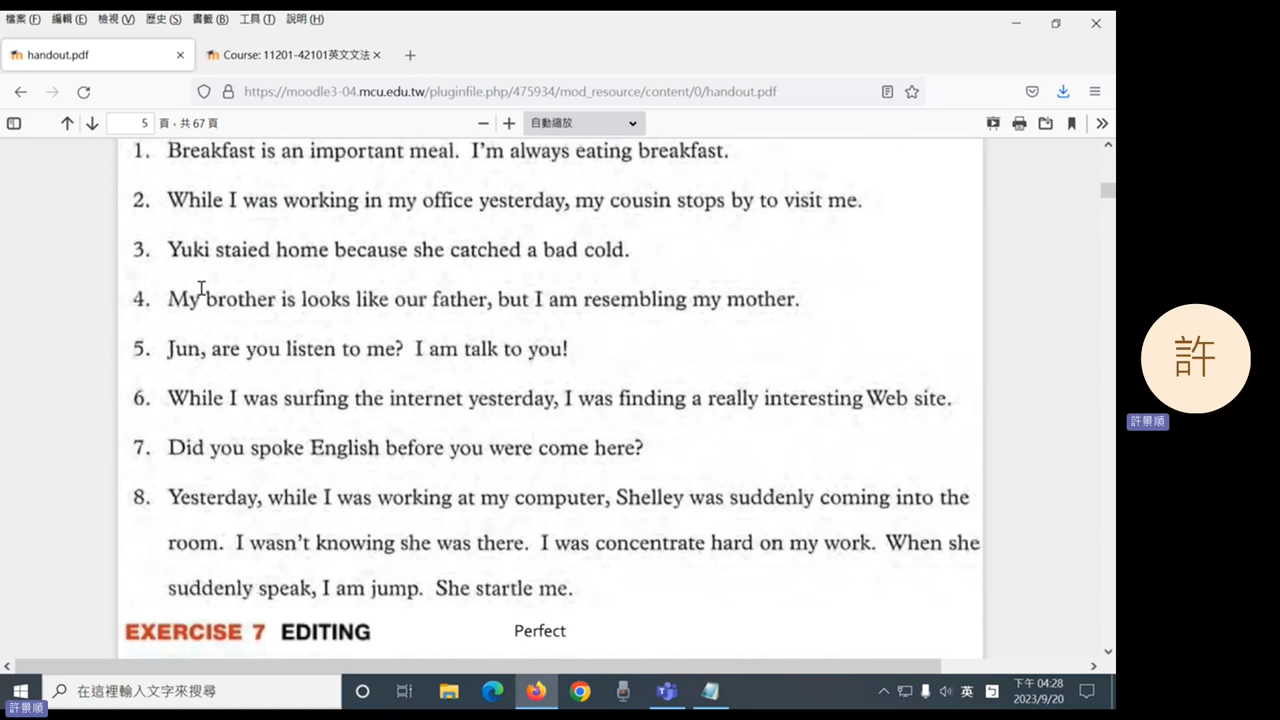 檔案(F) 編輯(E) 檢視(V) 歷史(S) 書籤(B) 工具(T) 說明(H)
handout.pdf
Course: 11201-42101英文文法
https://moodle3-04.mcu.edu.tw/pluginfile.php/475934/mod_resource/content/0/handout.pdf
5 頁，共 67 頁
自動縮放
1. Breakfast is an important meal. I'm always eating breakfast.
2. While I was working in my office yesterday, my cousin stops by to visit me.
3. Yuki staied home because she catched a bad cold.
4. My brother is looks like our father, but I am resembling my mother.
5. Jun, are you listen to me? I am talk to you!
6. While I was surfing the internet yesterday, I was finding a really interesting Web site.
7. Did you spoke English before you were come here?
8. Yesterday, while I was working at my computer, Shelley was suddenly coming into the
room. I wasn't knowing she was there. I was concentrate hard on my work. When she
suddenly speak, I am jump. She startle me.
EXERCISE 7 EDITING Perfect
許
許景順
在這裡輸入文字來搜尋
英
下午 04:28
2023/9/20
許景順